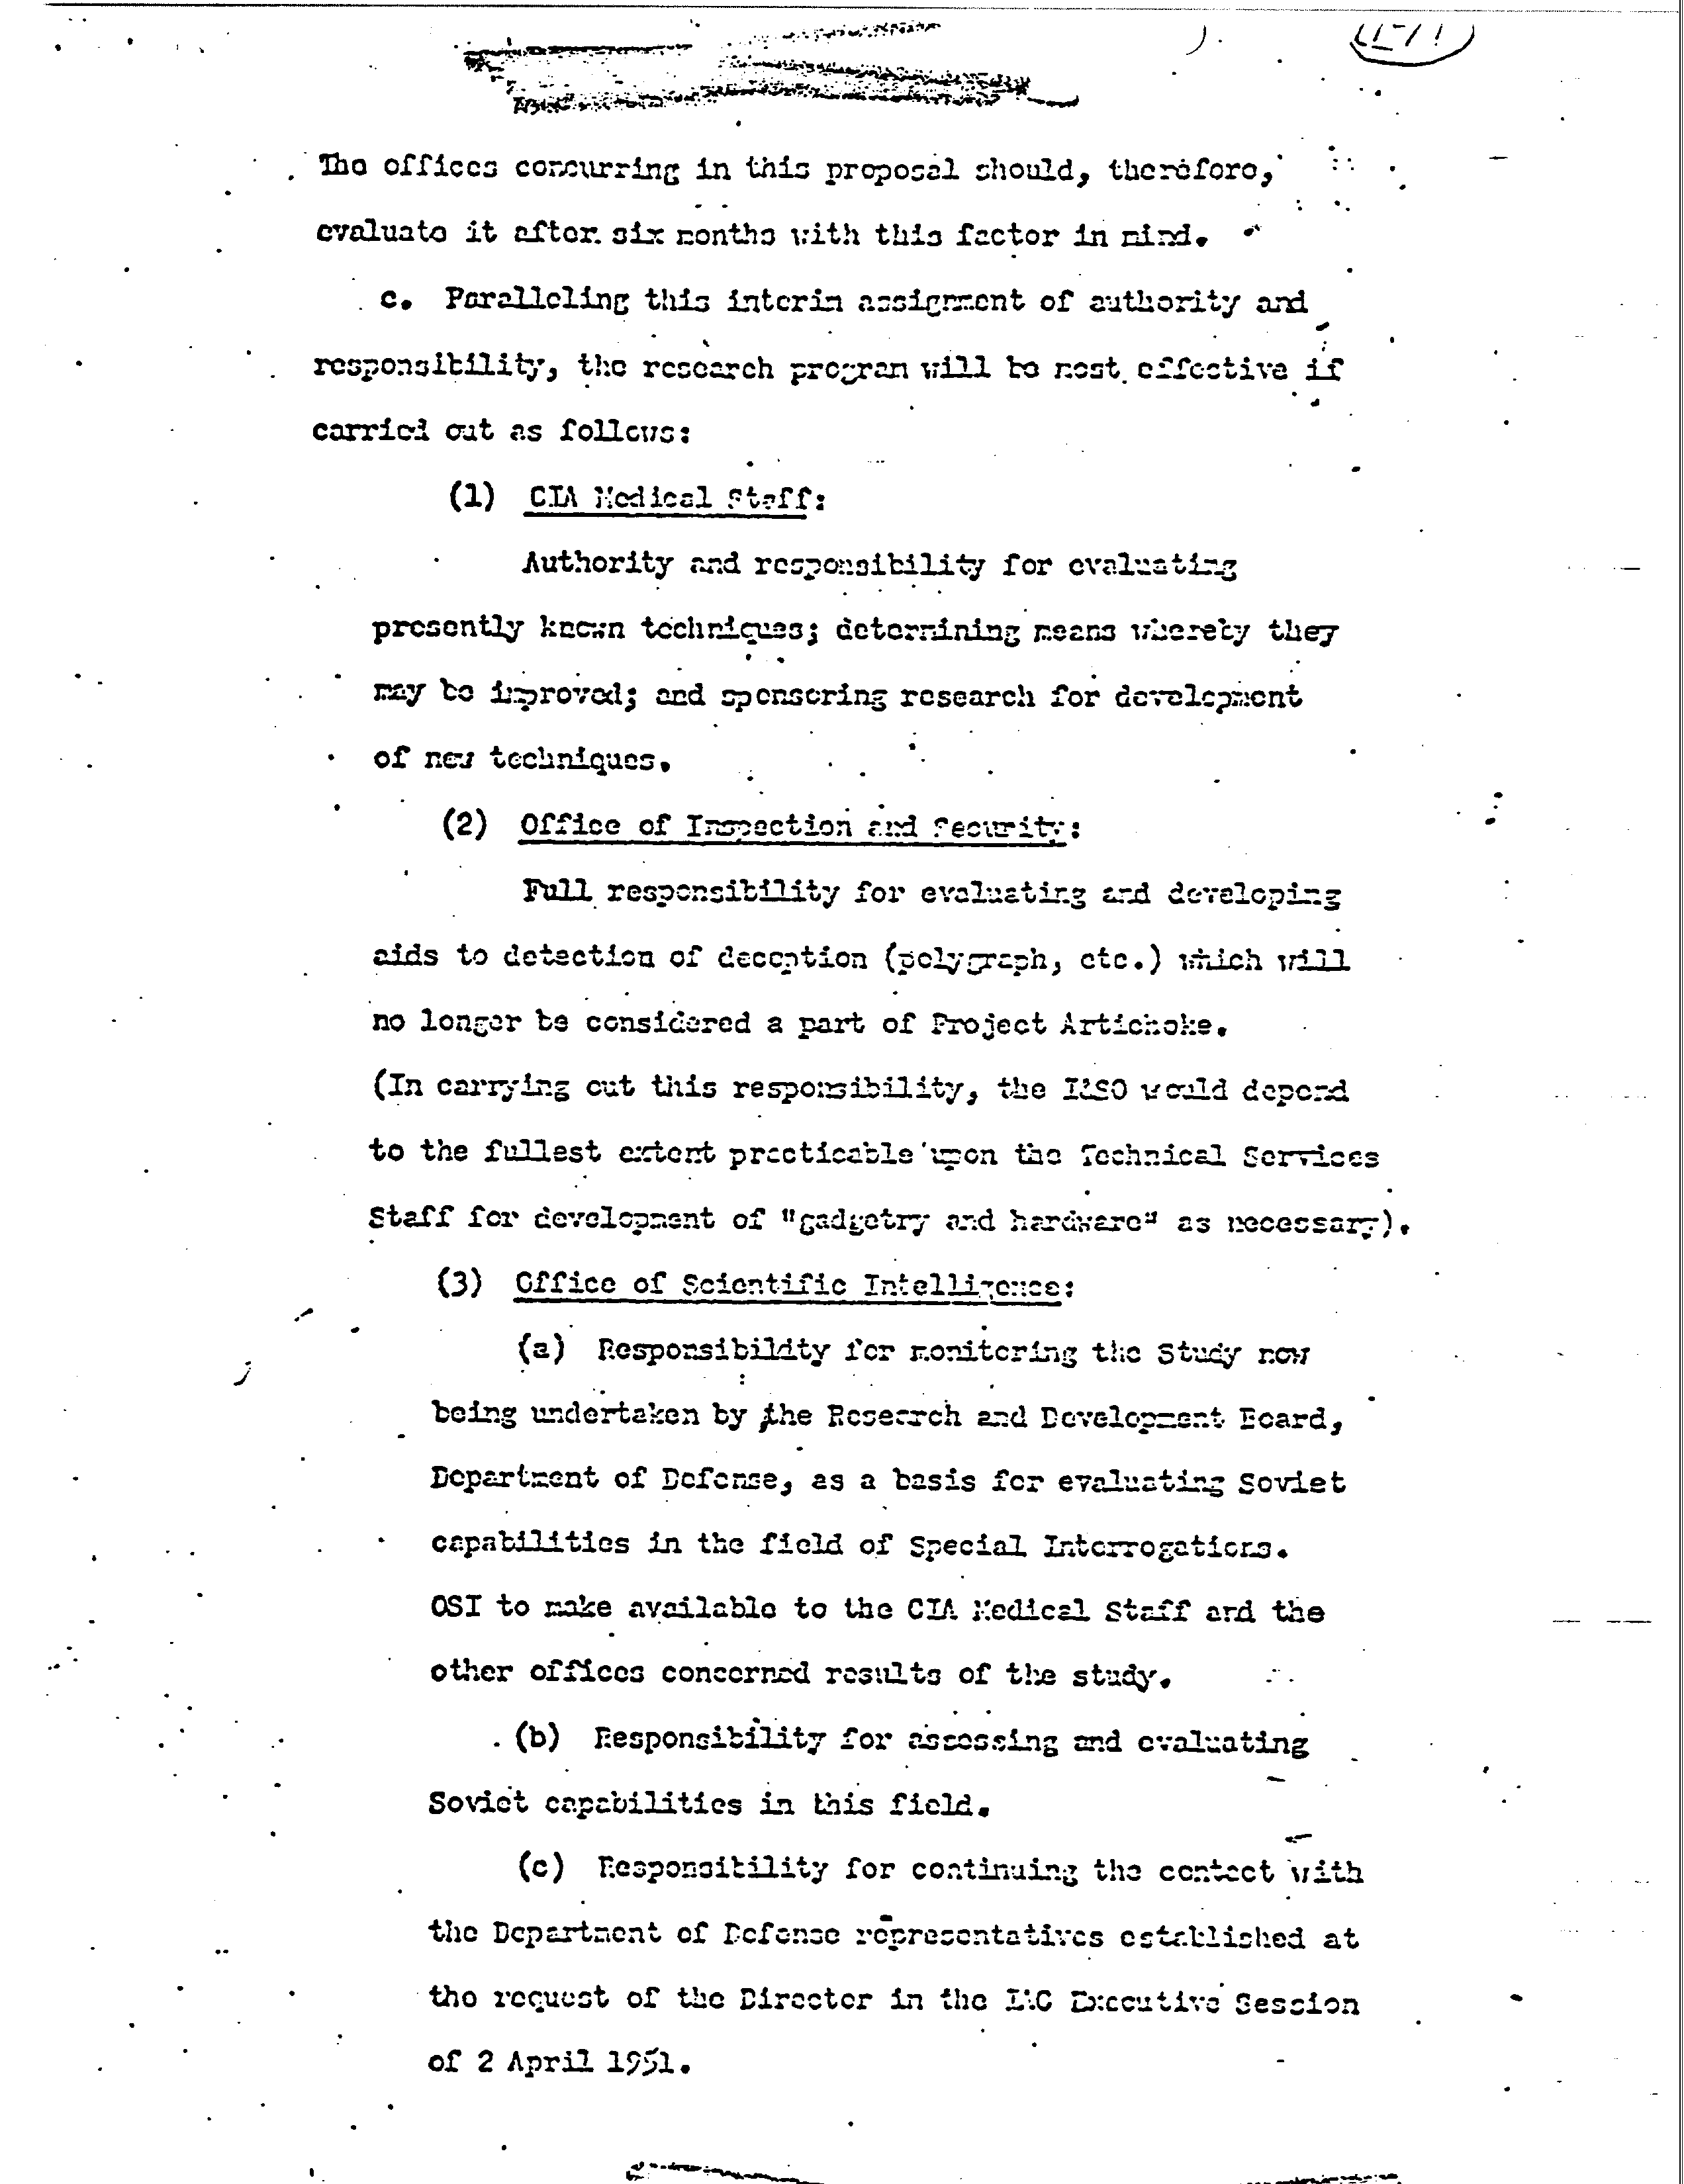 The offices concurring in this proposal should, therefore,
evaluate it after six months with this factor in mind.
c. Paralleling this interim assignment of authority and
responsibility, the research program will be most effective if
carried out as follows:
(1) CIA Medical Staff:
Authority and responsibility for evaluating
presently known techniques; determining means whereby they
may be improved; and sponsoring research for development
of new techniques.
(2) Office of Inspection and Security:
Full responsibility for evaluating and developing
aids to detection of deception (polygraph, etc.) which will
no longer be considered a part of Project Artichoke.
(In carrying out this responsibility, the I&SO would depend
to the fullest extent practicable upon the Technical Services
Staff for development of "gadgetry and hardware" as necessary).
(3) Office of Scientific Intelligence:
(a) Responsibility for monitoring the Study now
being undertaken by the Research and Development Board,
Department of Defense, as a basis for evaluating Soviet
capabilities in the field of Special Interrogations.
OSI to make available to the CIA Medical Staff and the
other offices concerned results of the study.
(b) Responsibility for assessing and evaluating
Soviet capabilities in this field.
(c) Responsibility for continuing the contact with
the Department of Defense representatives established at
the request of the Director in the IAC Executive Session
of 2 April 1951.